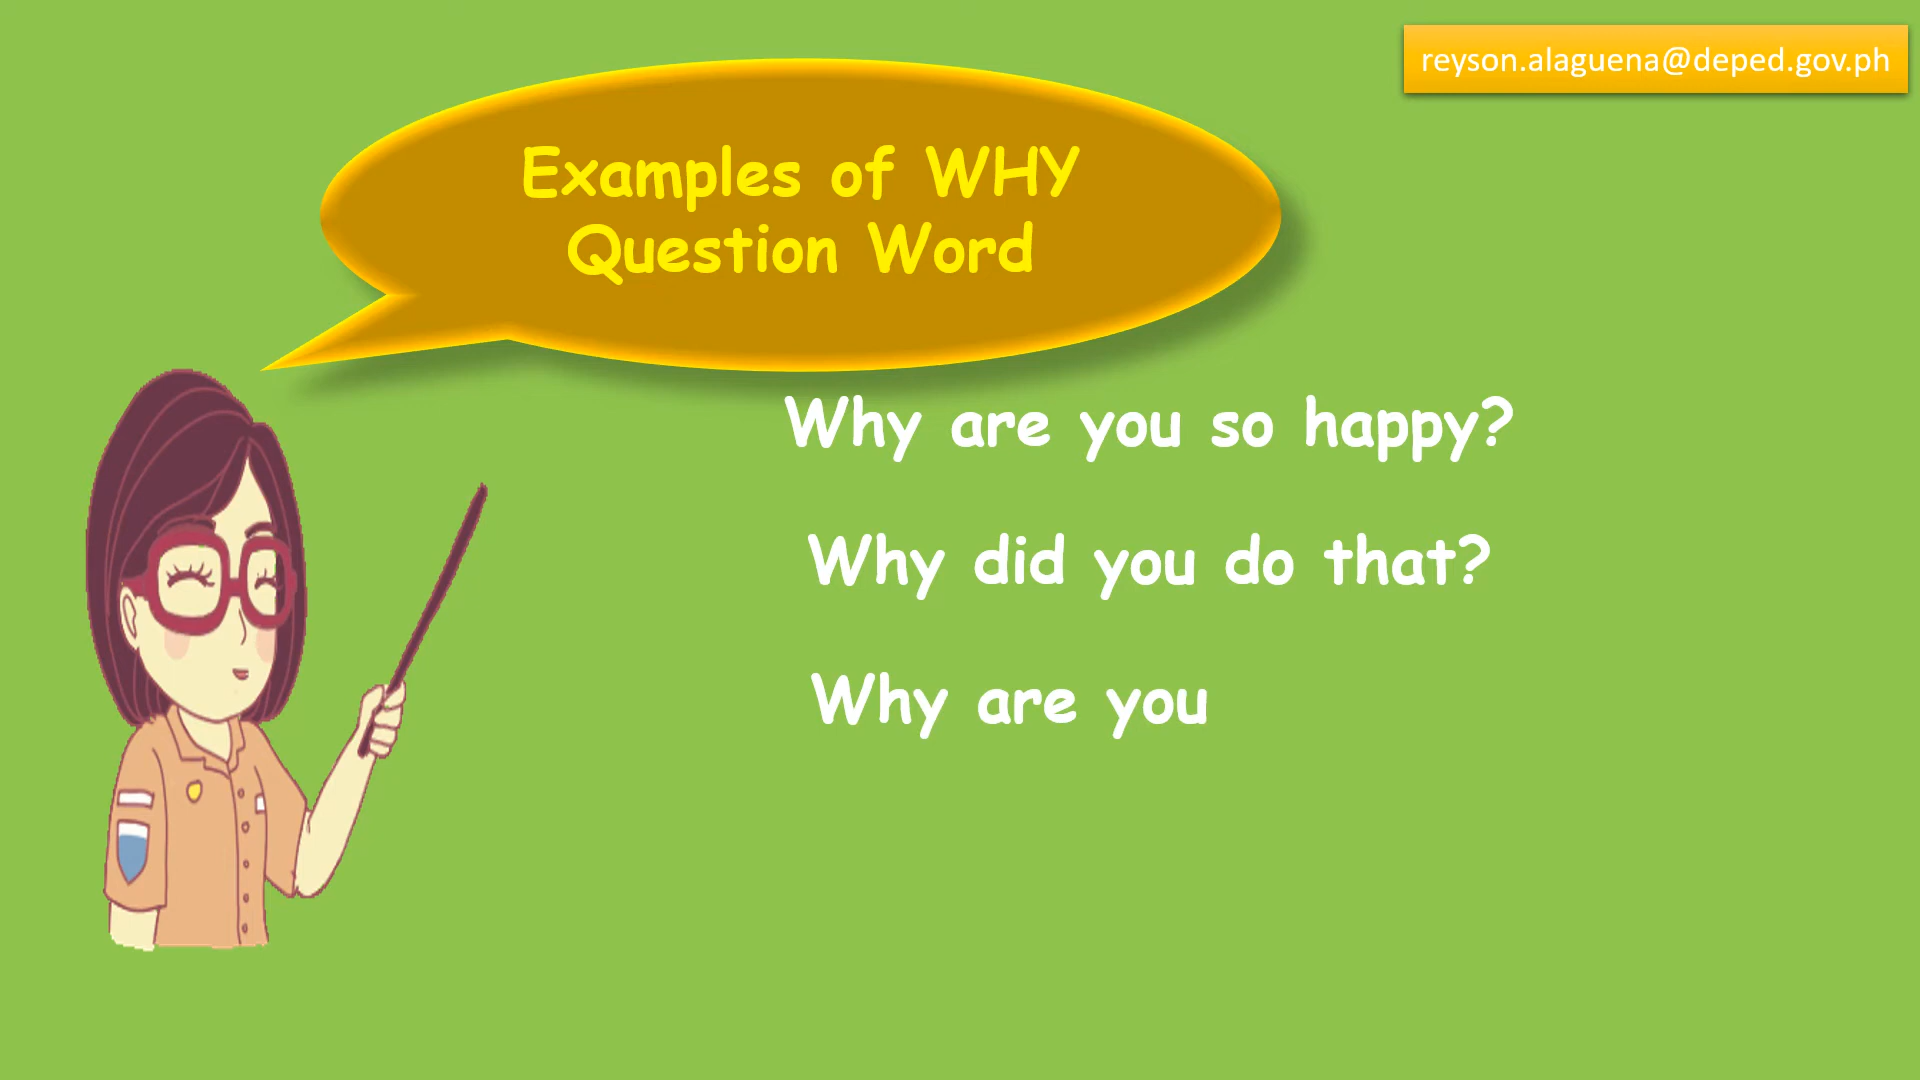 reyson.alaguena@deped.gov.ph
Examples of WHY
Question Word
Why are you so happy?
Why did you do that?
Why are you